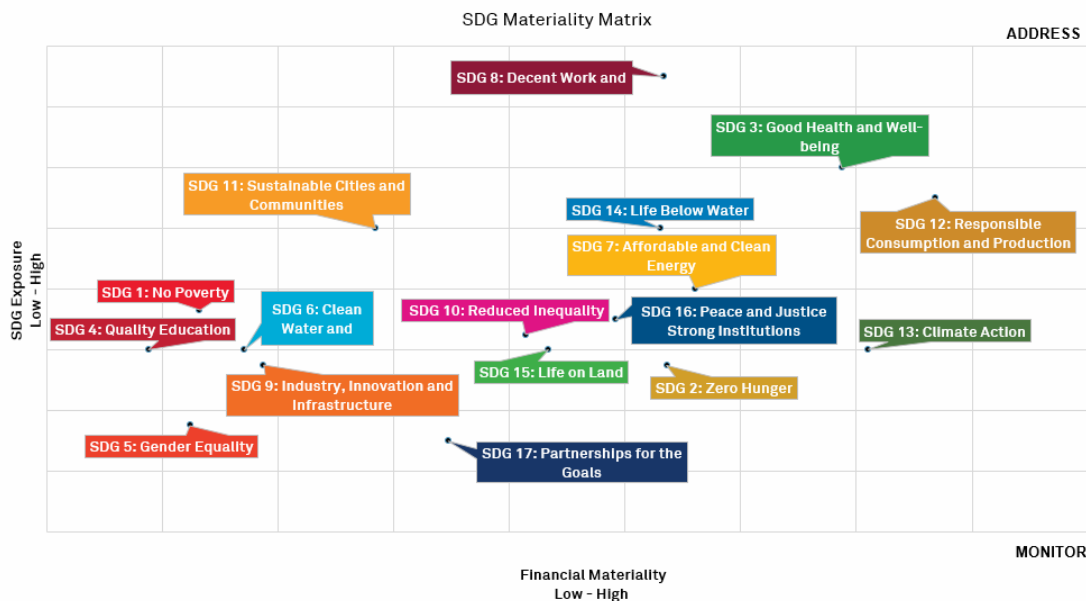 SDG Materiality Matrix
ADDRESS
SDG 8: Decent Work and
SDG 3: Good Health and Well-
being
SDG 11: Sustainable Cities and
Communities
SDG 14: Life Below Water
SDG 12: Responsible
Consumption and Production
SDG 7: Affordable and Clean
Energy
SDG Exposure
Low - High
SDG 1: No Poverty
SDG 6: Clean
Water and
SDG 10: Reduced Inequality
SDG 16: Peace and Justice
Strong Institutions
SDG 4: Quality Education
SDG 13: Climate Action
SDG 15: Life on Land
SDG 9: Industry, Innovation and
Infrastructure
SDG 2: Zero Hunger
SDG 5: Gender Equality
SDG 17: Partnerships for the
Goals
MONITOR
Financial Materiality
Low - High